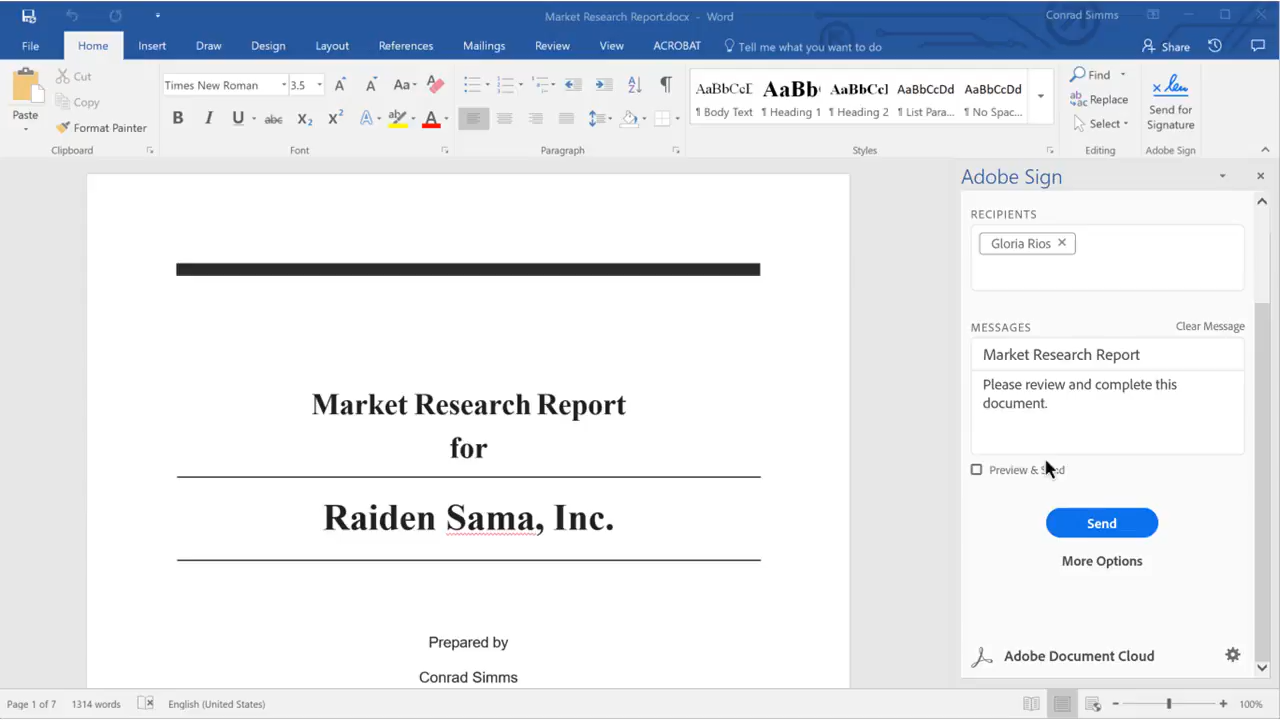 Market Research Report.docx - Word
Conrad Simms
File Home Insert Draw Design Layout References Mailings Review View ACROBAT Tell me what you want to do Share
Paste
Cut
Copy
Format Painter
Clipboard
Times New Roman 3.5
Font
Paragraph
AaBbCcI AaBb( AaBbCcl AaBbCcDd AaBbCcDd
¶ Body Text ¶ Heading 1 ¶ Heading 2 ¶ List Para... ¶ No Spac...
Styles
Find
Replace
Select
Editing
Send for
Signature
Adobe Sign
Market Research Report
for
Raiden Sama, Inc.
Prepared by
Conrad Simms
Adobe Sign
RECIPIENTS
Gloria Rios
MESSAGES Clear Message
Market Research Report
Please review and complete this
document.
Preview & Send
Send
More Options
Adobe Document Cloud
Page 1 of 7 1314 words English (United States) 100%